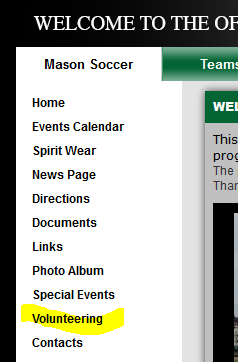 WELCOME TO THE OF
Mason Soccer
Teams
Home
Events Calendar
Spirit Wear
News Page
Directions
Documents
Links
Photo Album
Special Events
Volunteering
Contacts
WEL
This
prog
The
Than